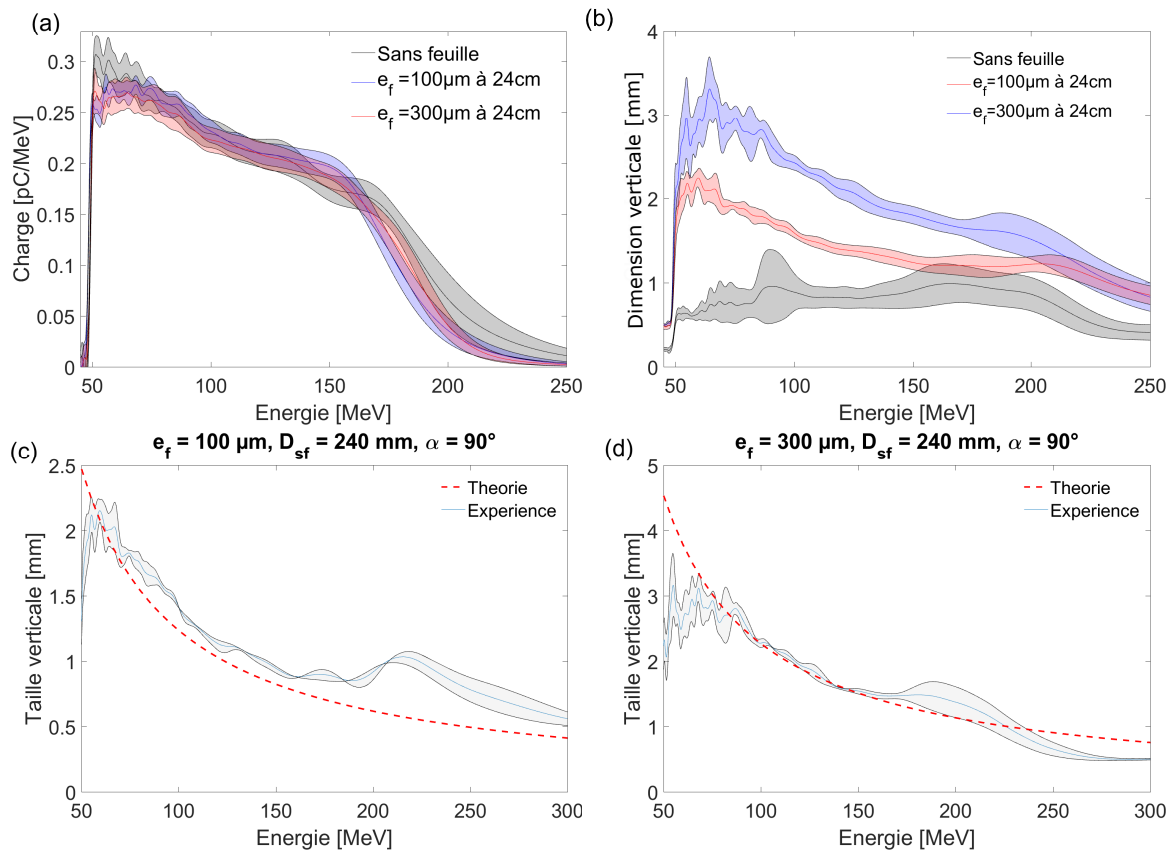 (a)
Charge [pC/MeV]
0.3
0.25
0.2
0.15
0.1
0.05
0
Sans feuille
e_f =100µm à 24cm
e_f =300µm à 24cm
50 100 150 200 250
Energie [MeV]
(b)
Dimension verticale [mm]
4
3
2
1
0
Sans feuille
e_f=100µm à 24cm
e_f=300µm à 24cm
50 100 150 200 250
Energie [MeV]
(c)
e_f = 100 µm, D_sf = 240 mm, α = 90°
Taille verticale [mm]
2.5
2
1.5
1
0.5
0
Theorie
Experience
50 100 150 200 250 300
Energie [MeV]
(d)
e_f = 300 µm, D_sf = 240 mm, α = 90°
Taille verticale [mm]
5
4
3
2
1
0
Theorie
Experience
50 100 150 200 250 300
Energie [MeV]